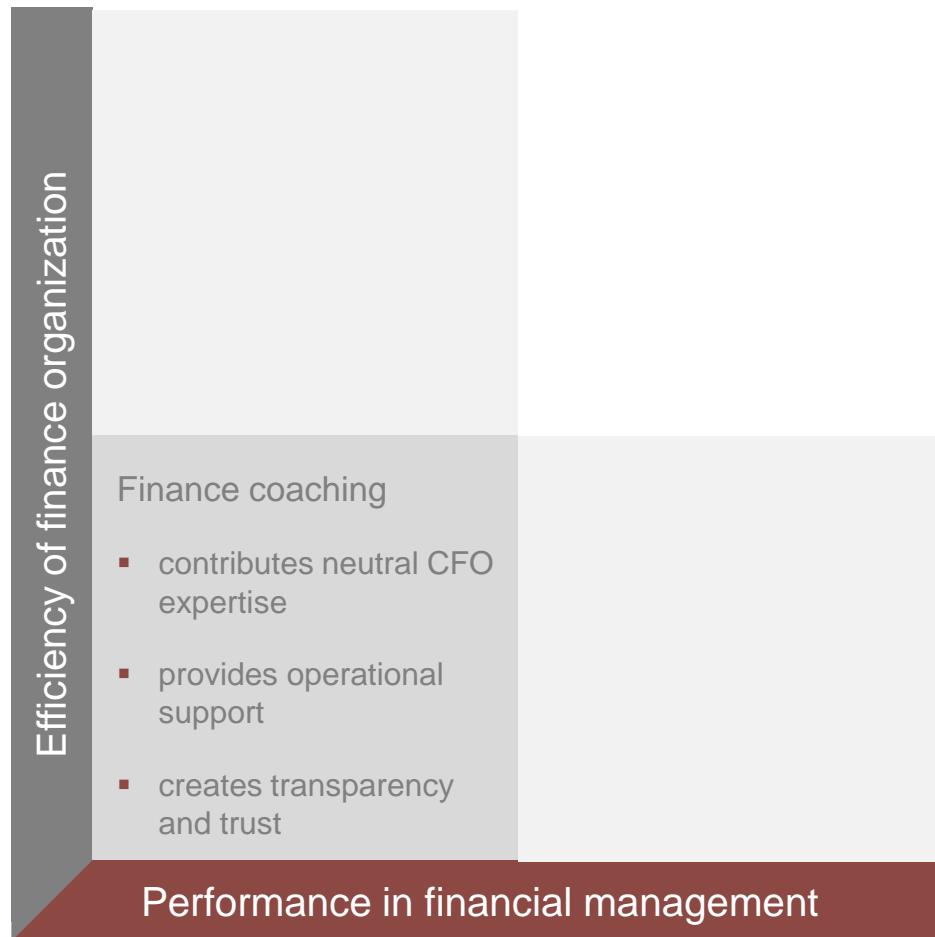 Efficiency of finance organization
Finance coaching
contributes neutral CFO
expertise
provides operational
support
creates transparency
and trust
Performance in financial management